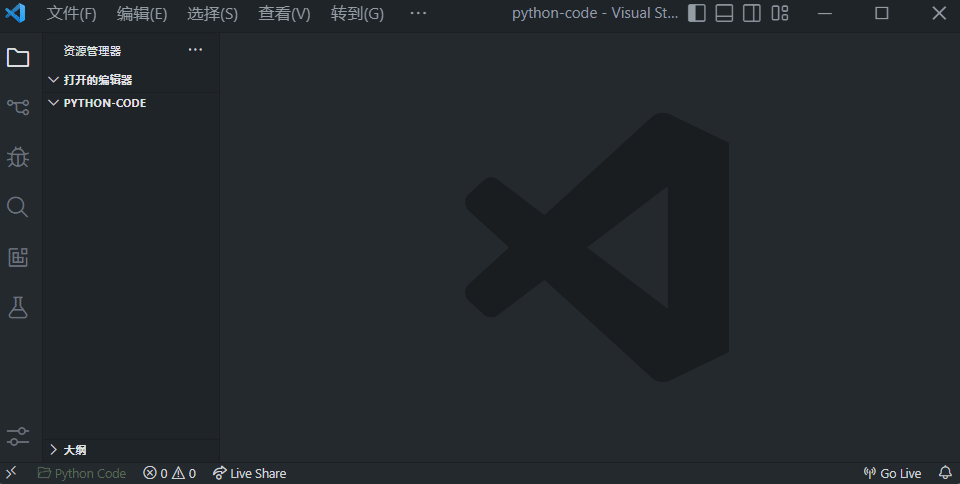 文件(F) 编辑(E) 选择(S) 查看(V) 转到(G) ··· python-code - Visual St...
资源管理器 ···
打开的编辑器
PYTHON-CODE
大纲
Python Code 0 0 Live Share Go Live